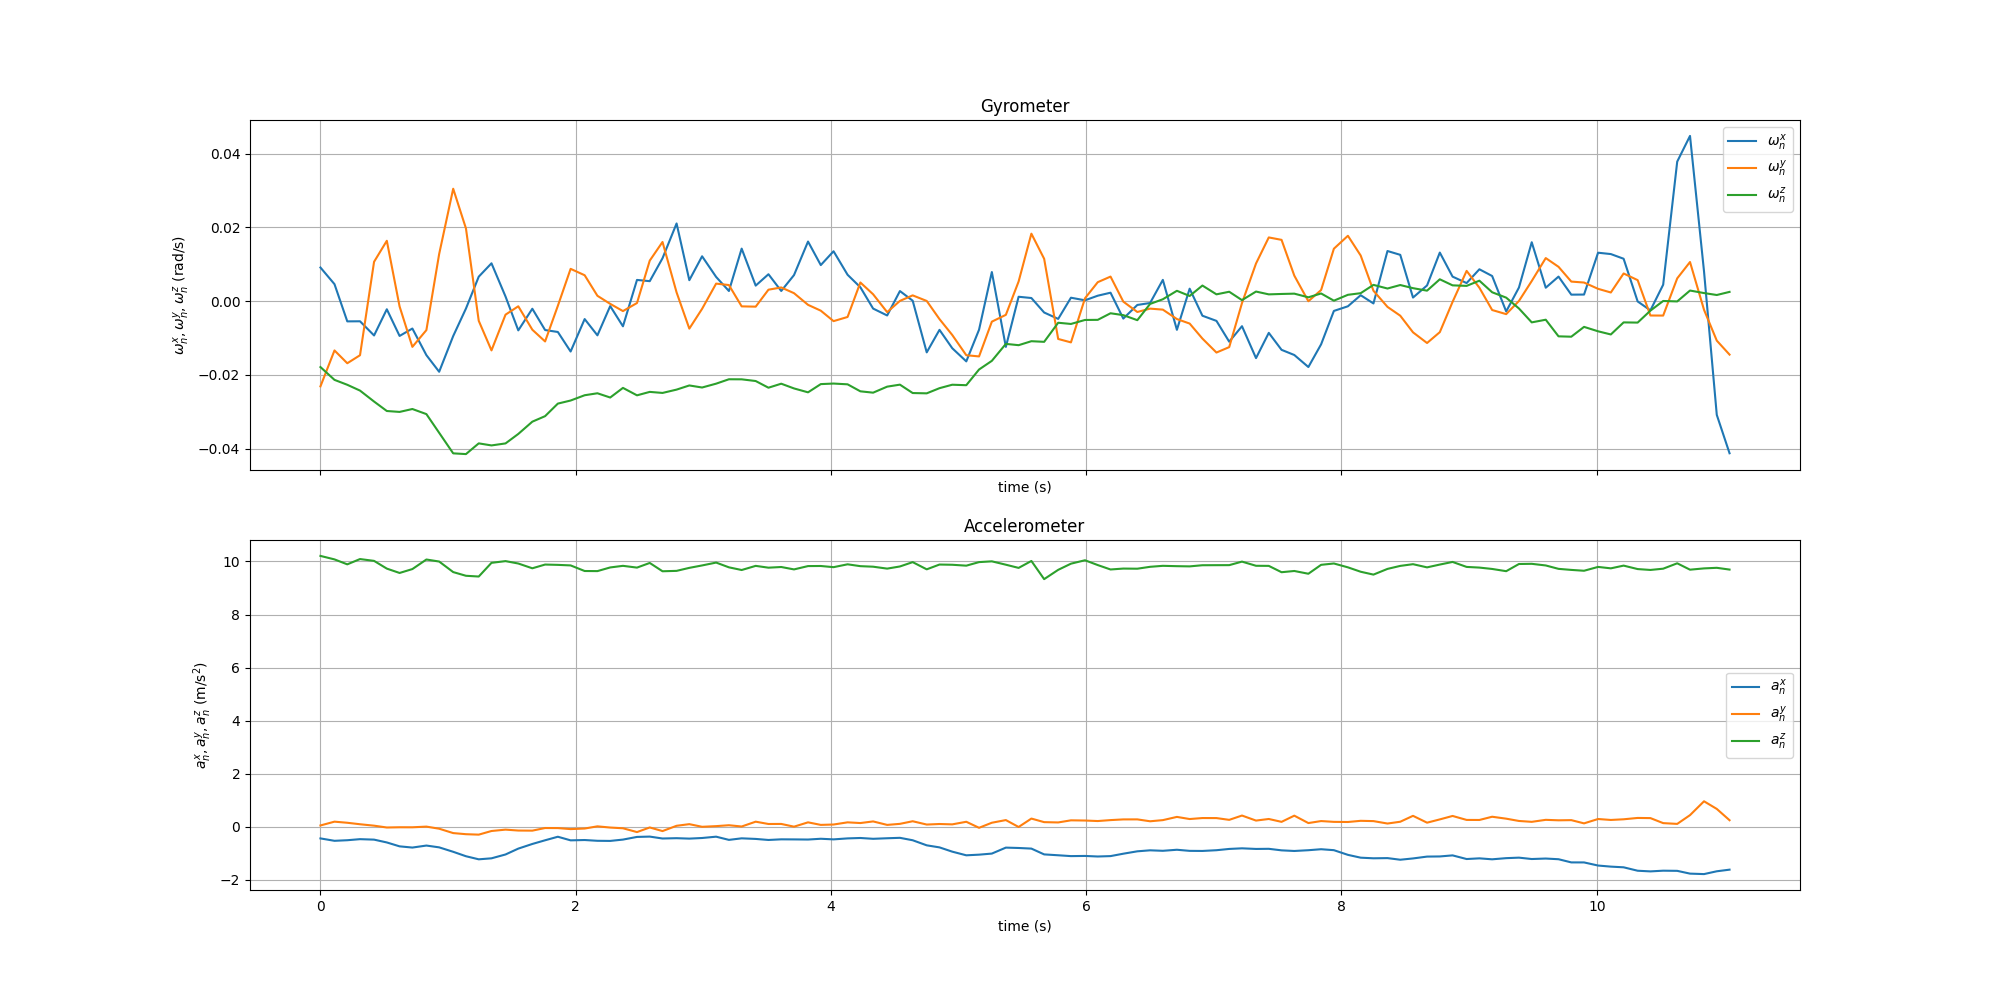 Gyrometer
ω_n^x, ω_n^y, ω_n^z (rad/s)
0.04
0.02
0.00
−0.02
−0.04
ω_n^x
ω_n^y
ω_n^z
time (s)
Accelerometer
a_n^x, a_n^y, a_n^z (m/s²)
10
8
6
4
2
0
−2
a_n^x
a_n^y
a_n^z
0 2 4 6 8 10
time (s)